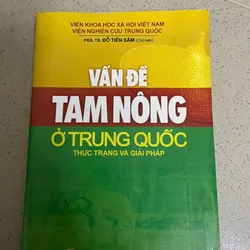 VIỆN KHOA HỌC XÃ HỘI VIỆT NAM
VIỆN NGHIÊN CỨU TRUNG QUỐC
PGS. TS. ĐỖ TIẾN SÂM (Chủ biên)
VẤN ĐỀ
TAM NÔNG
Ở TRUNG QUỐC
THỰC TRẠNG VÀ GIẢI PHÁP